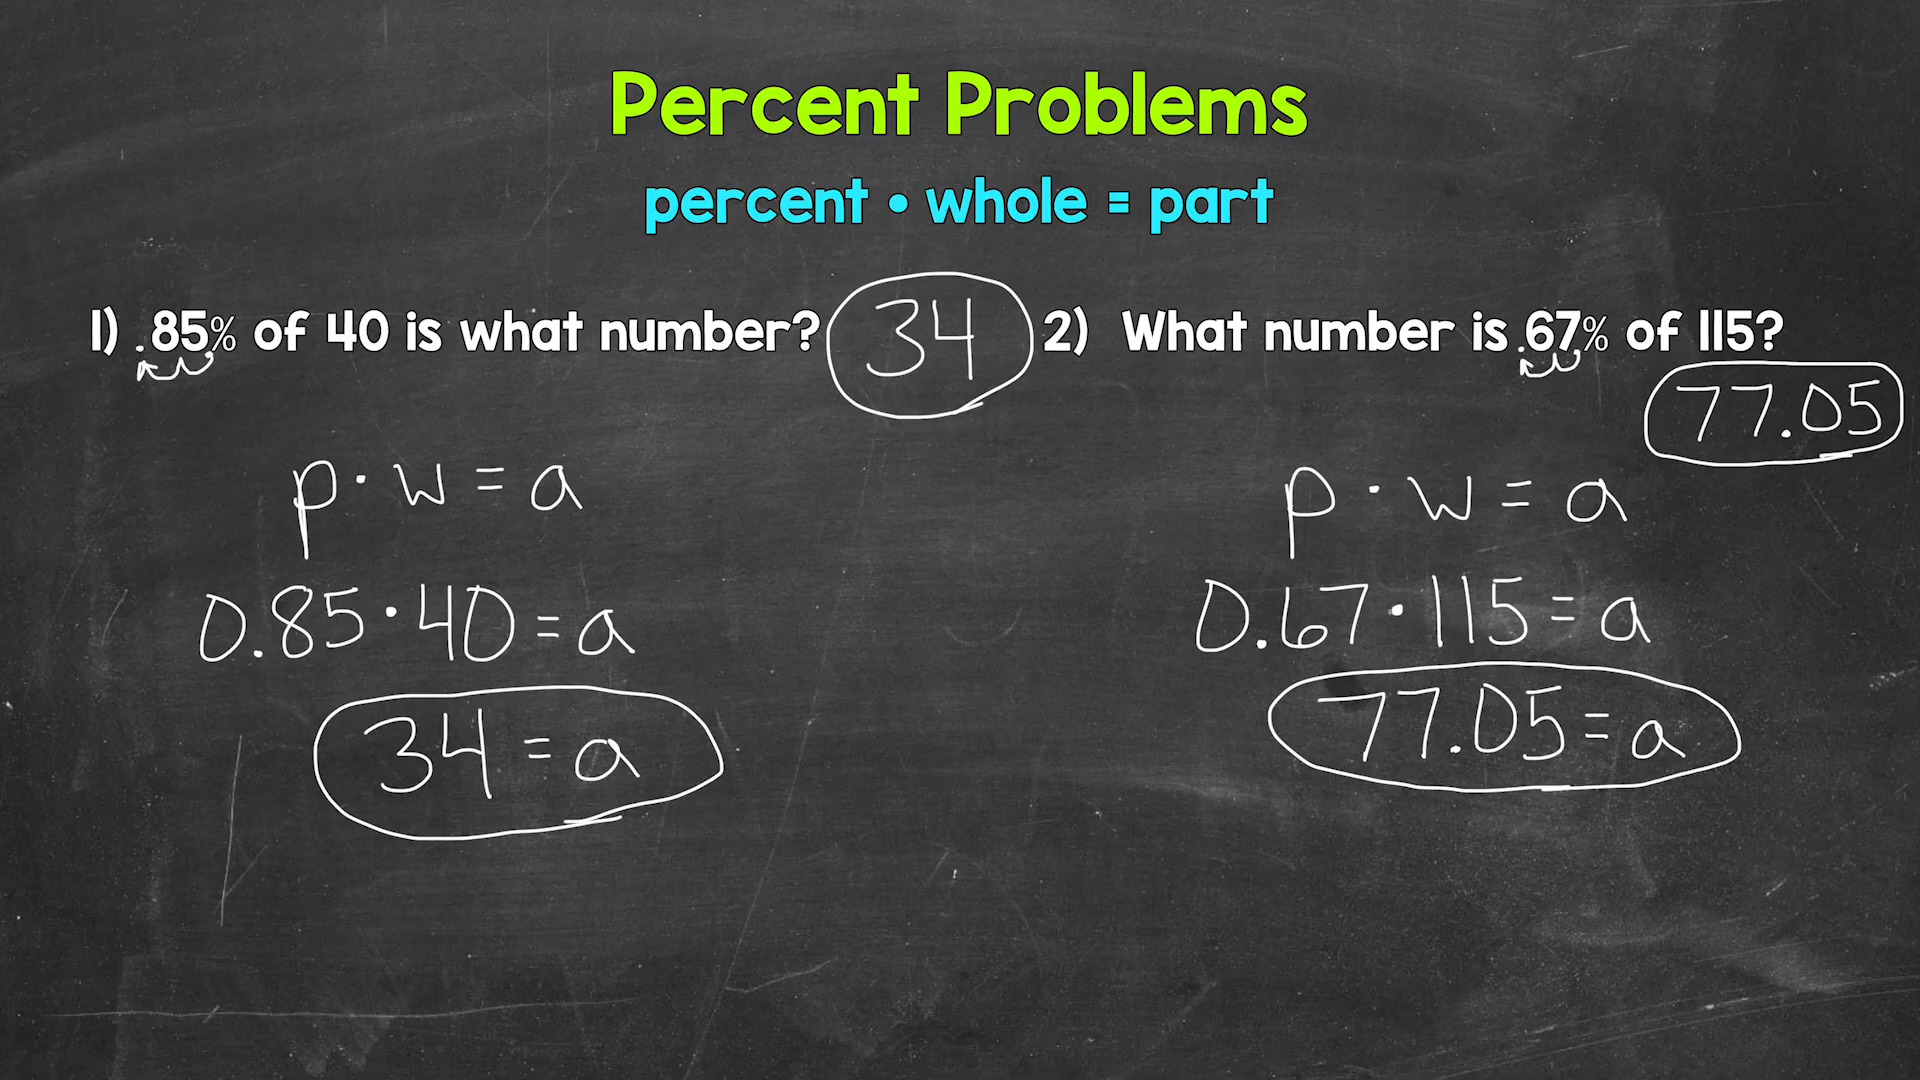 Percent Problems
percent • whole = part
1) .85% of 40 is what number? 34
p · w = a
0.85 · 40 = a
34 = a
2) What number is .67% of 115?
77.05
p · w = a
0.67 · 115 = a
77.05 = a